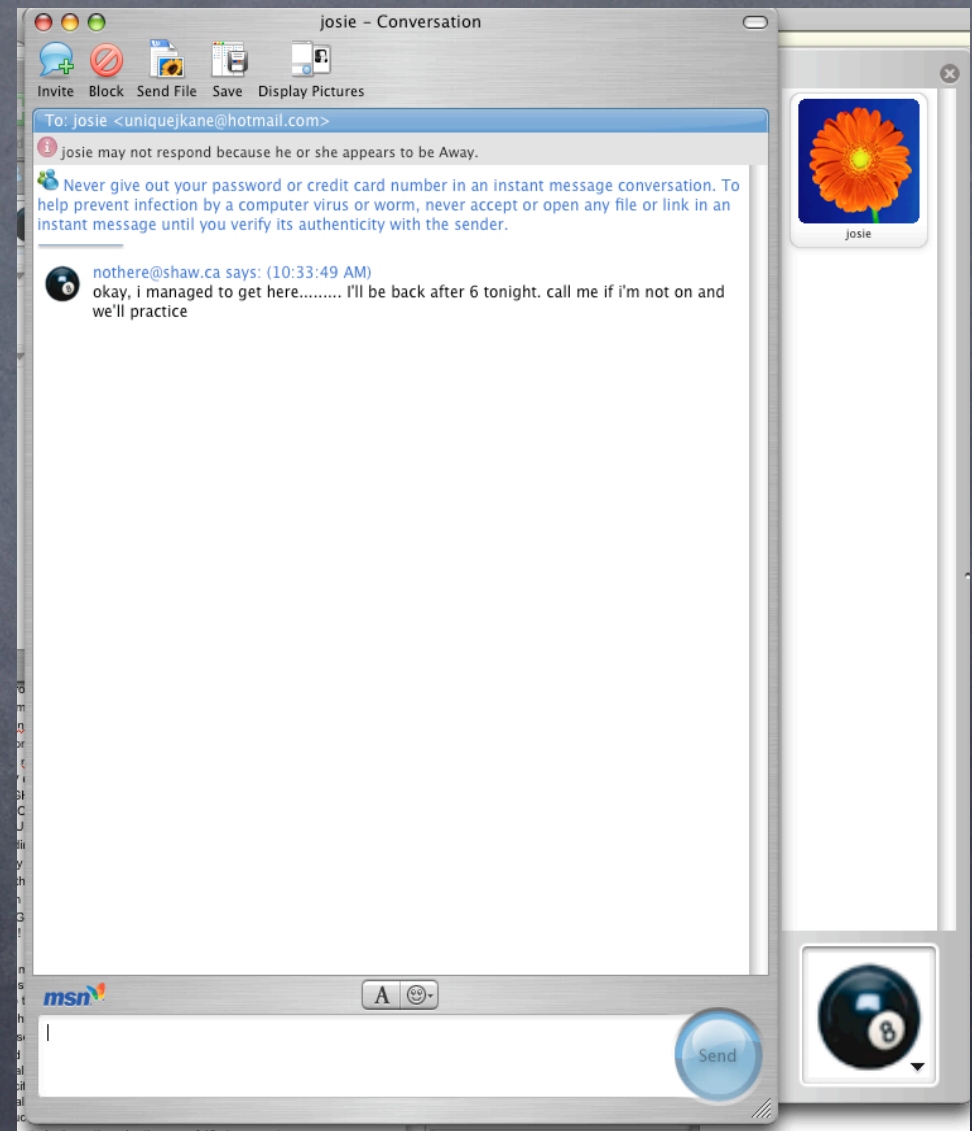 josie – Conversation
Invite Block Send File Save Display Pictures
To: josie <uniquejkane@hotmail.com>
josie may not respond because he or she appears to be Away.
Never give out your password or credit card number in an instant message conversation. To
help prevent infection by a computer virus or worm, never accept or open any file or link in an
instant message until you verify its authenticity with the sender.
nothere@shaw.ca says: (10:33:49 AM)
okay, i managed to get here......... I'll be back after 6 tonight. call me if i'm not on and
we'll practice
josie
msn
A
Send
8